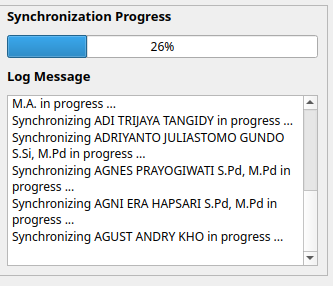 Synchronization Progress
26%
Log Message
M.A. in progress ...
Synchronizing ADI TRIJAYA TANGIDY in progress ...
Synchronizing ADRIYANTO JULIASTOMO GUNDO
S.Si, M.Pd in progress ...
Synchronizing AGNES PRAYOGIWATI S.Pd, M.Pd in
progress ...
Synchronizing AGNI ERA HAPSARI S.Pd, M.Pd in
progress ...
Synchronizing AGUST ANDRY KHO in progress ...